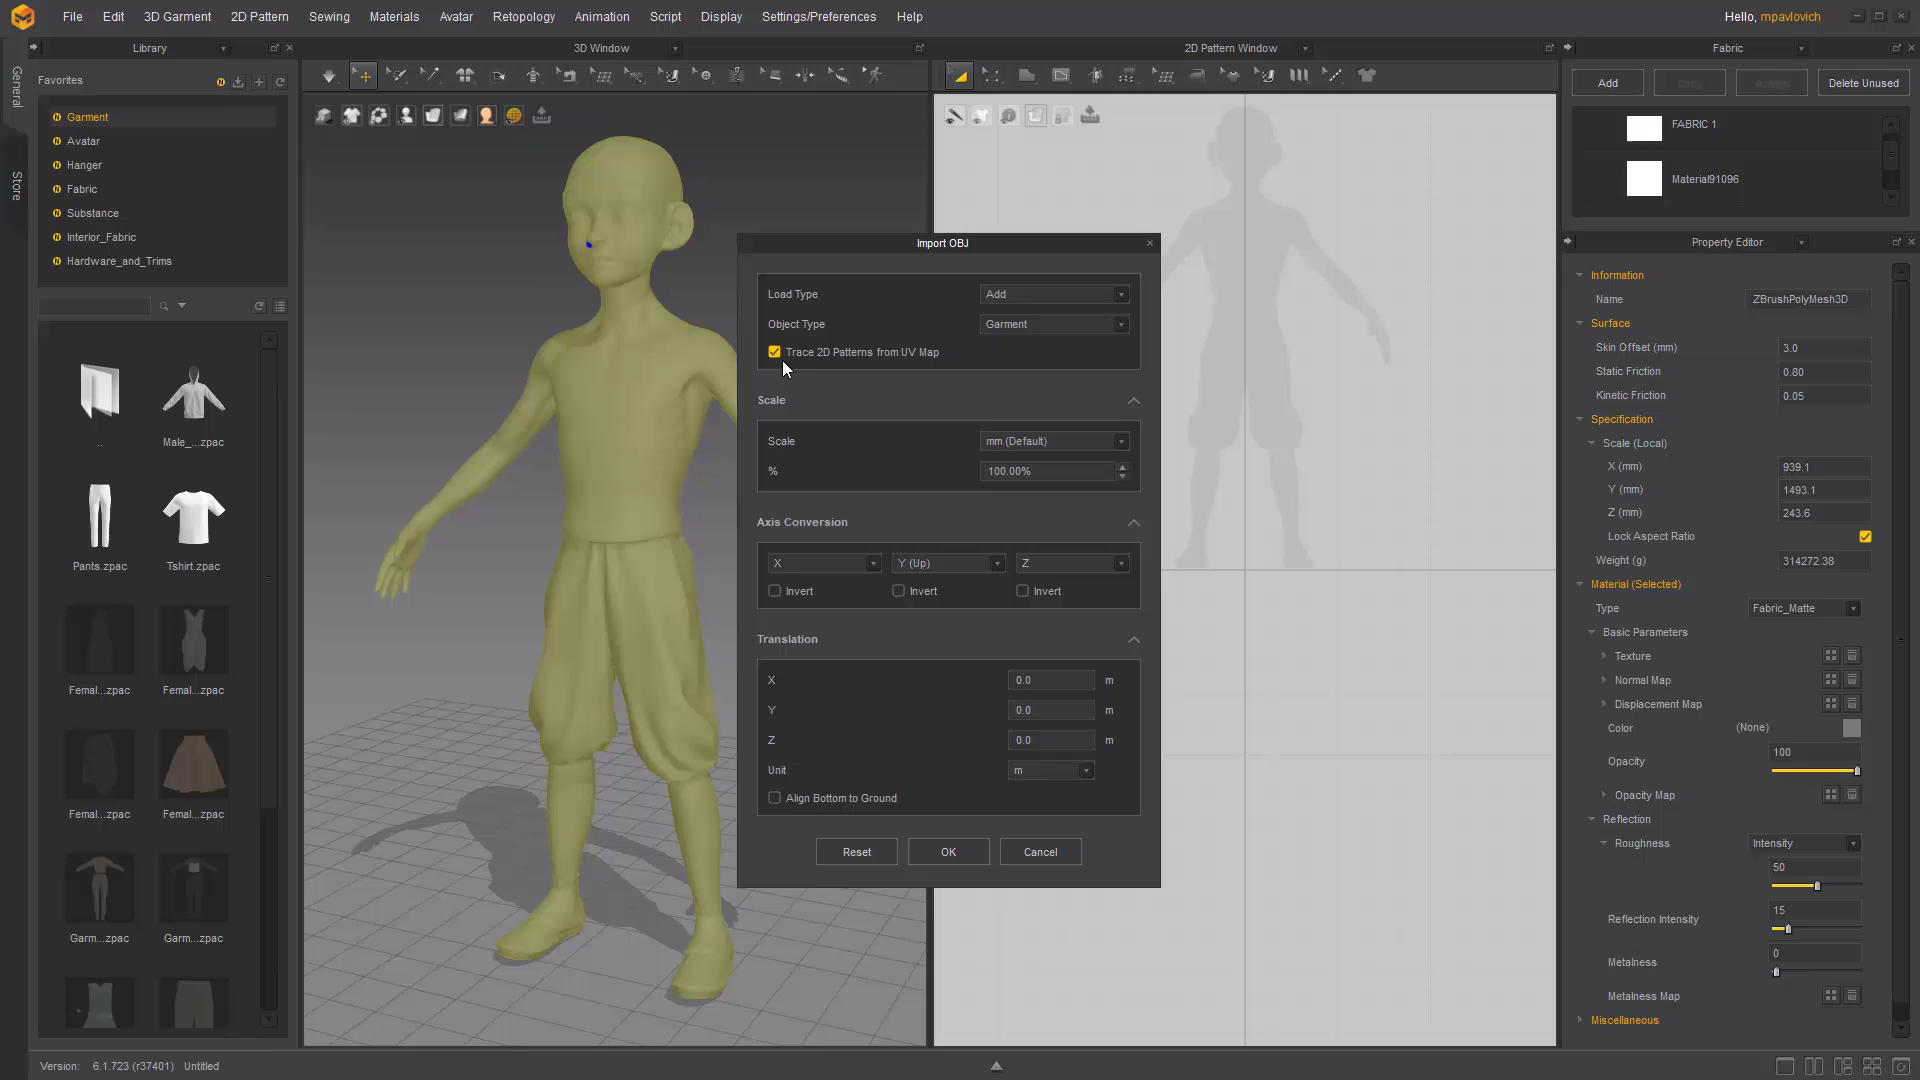 File Edit 3D Garment 2D Pattern Sewing Materials Avatar Retopology Animation Script Display Settings/Preferences Help
Hello, mpavlovich
Library
3D Window
2D Pattern Window
Fabric
General
Store
Favorites
Garment
Avatar
Hanger
Fabric
Substance
Interior_Fabric
Hardware_and_Trims
..
Male_...zpac
Pants.zpac
Tshirt.zpac
Femal...zpac
Femal...zpac
Femal...zpac
Femal...zpac
Garm...zpac
Garm...zpac
Import OBJ
Load Type Add
Object Type Garment
Trace 2D Patterns from UV Map
Scale
Scale mm (Default)
% 100.00%
Axis Conversion
X Y (Up) Z
Invert Invert Invert
Translation
X 0.0 m
Y 0.0 m
Z 0.0 m
Unit m
Align Bottom to Ground
Reset OK Cancel
Add Copy Assign Delete Unused
FABRIC 1
Material91096
Property Editor
Information
Name ZBrushPolyMesh3D
Surface
Skin Offset (mm) 3.0
Static Friction 0.80
Kinetic Friction 0.05
Specification
Scale (Local)
X (mm) 939.1
Y (mm) 1493.1
Z (mm) 243.6
Lock Aspect Ratio
Weight (g) 314272.38
Material (Selected)
Type Fabric_Matte
Basic Parameters
Texture
Normal Map
Displacement Map
Color (None)
Opacity 100
Opacity Map
Reflection
Roughness Intensity
50
Reflection Intensity 15
Metalness 0
Metalness Map
Miscellaneous
Version: 6.1.723 (r37401) Untitled